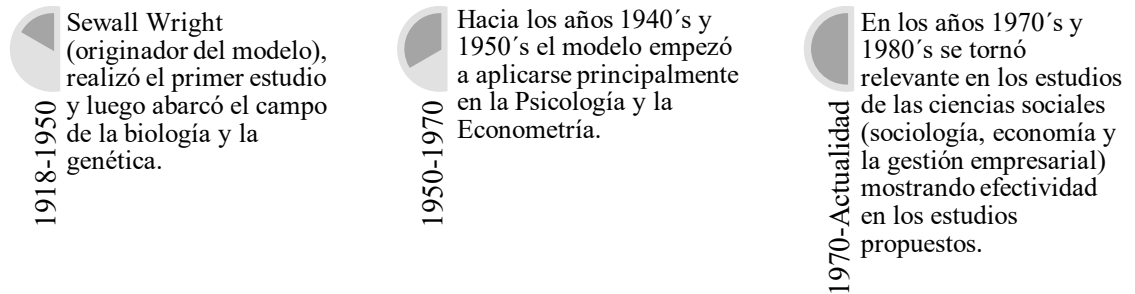 Sewall Wright
(originador del modelo),
realizó el primer estudio
y luego abarcó el campo
de la biología y la
genética.
1918-1950
Hacia los años 1940´s y
1950´s el modelo empezó
a aplicarse principalmente
en la Psicología y la
Econometría.
1950-1970
En los años 1970´s y
1980´s se tornó
relevante en los estudios
de las ciencias sociales
(sociología, economía y
la gestión empresarial)
mostrando efectividad
en los estudios
propuestos.
1970-Actualidad